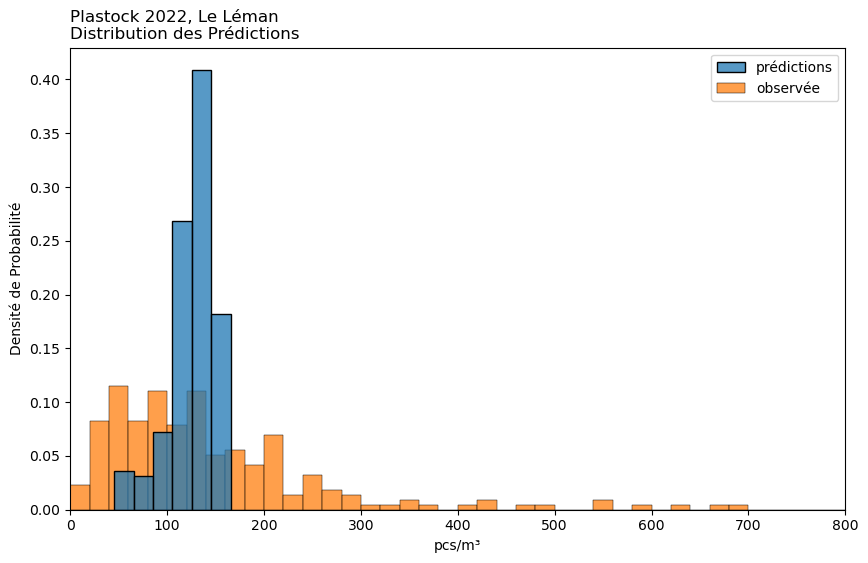 Plastock 2022, Le Léman
Distribution des Prédictions
prédictions
observée
Densité de Probabilité
0.40
0.35
0.30
0.25
0.20
0.15
0.10
0.05
0.00
0 100 200 300 400 500 600 700 800
pcs/m³